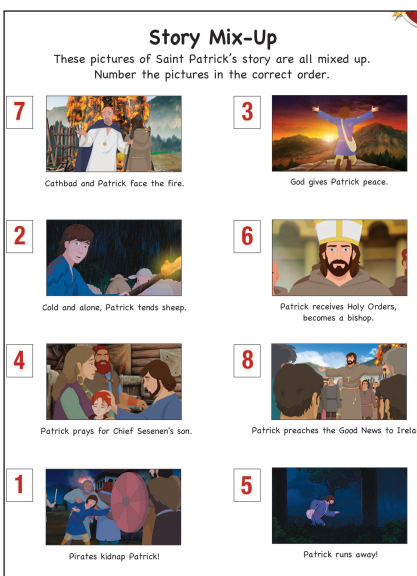 Story Mix-Up
These pictures of Saint Patrick's story are all mixed up.
Number the pictures in the correct order.
7
Cathbad and Patrick face the fire.
3
God gives Patrick peace.
2
Cold and alone, Patrick tends sheep.
6
Patrick receives Holy Orders,
becomes a bishop.
4
Patrick prays for Chief Sesenen's son.
8
Patrick preaches the Good News to Irela
1
Pirates kidnap Patrick!
5
Patrick runs away!